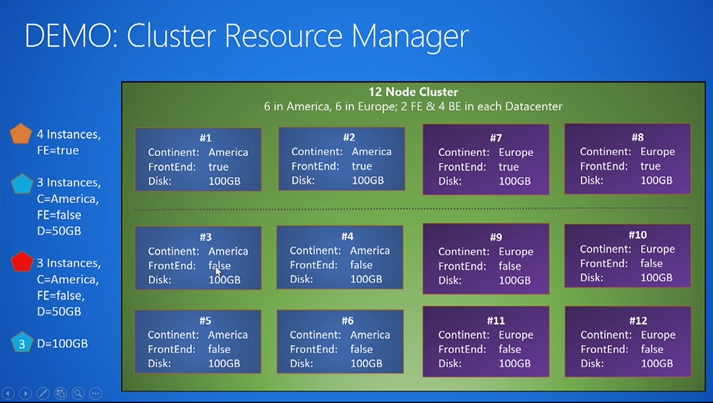 DEMO: Cluster Resource Manager
12 Node Cluster
6 in America, 6 in Europe; 2 FE & 4 BE in each Datacenter
4 Instances,
FE=true
3 Instances,
C=America,
FE=false
D=50GB
3 Instances,
C=America,
FE=false,
D=50GB
3 D=100GB
#1
Continent: America
FrontEnd: true
Disk: 100GB
#2
Continent: America
FrontEnd: true
Disk: 100GB
#7
Continent: Europe
FrontEnd: true
Disk: 100GB
#8
Continent: Europe
FrontEnd: true
Disk: 100GB
#3
Continent: America
FrontEnd: false
Disk: 100GB
#4
Continent: America
FrontEnd: false
Disk: 100GB
#9
Continent: Europe
FrontEnd: false
Disk: 100GB
#10
Continent: Europe
FrontEnd: false
Disk: 100GB
#5
Continent: America
FrontEnd: false
Disk: 100GB
#6
Continent: America
FrontEnd: false
Disk: 100GB
#11
Continent: Europe
FrontEnd: false
Disk: 100GB
#12
Continent: Europe
FrontEnd: false
Disk: 100GB